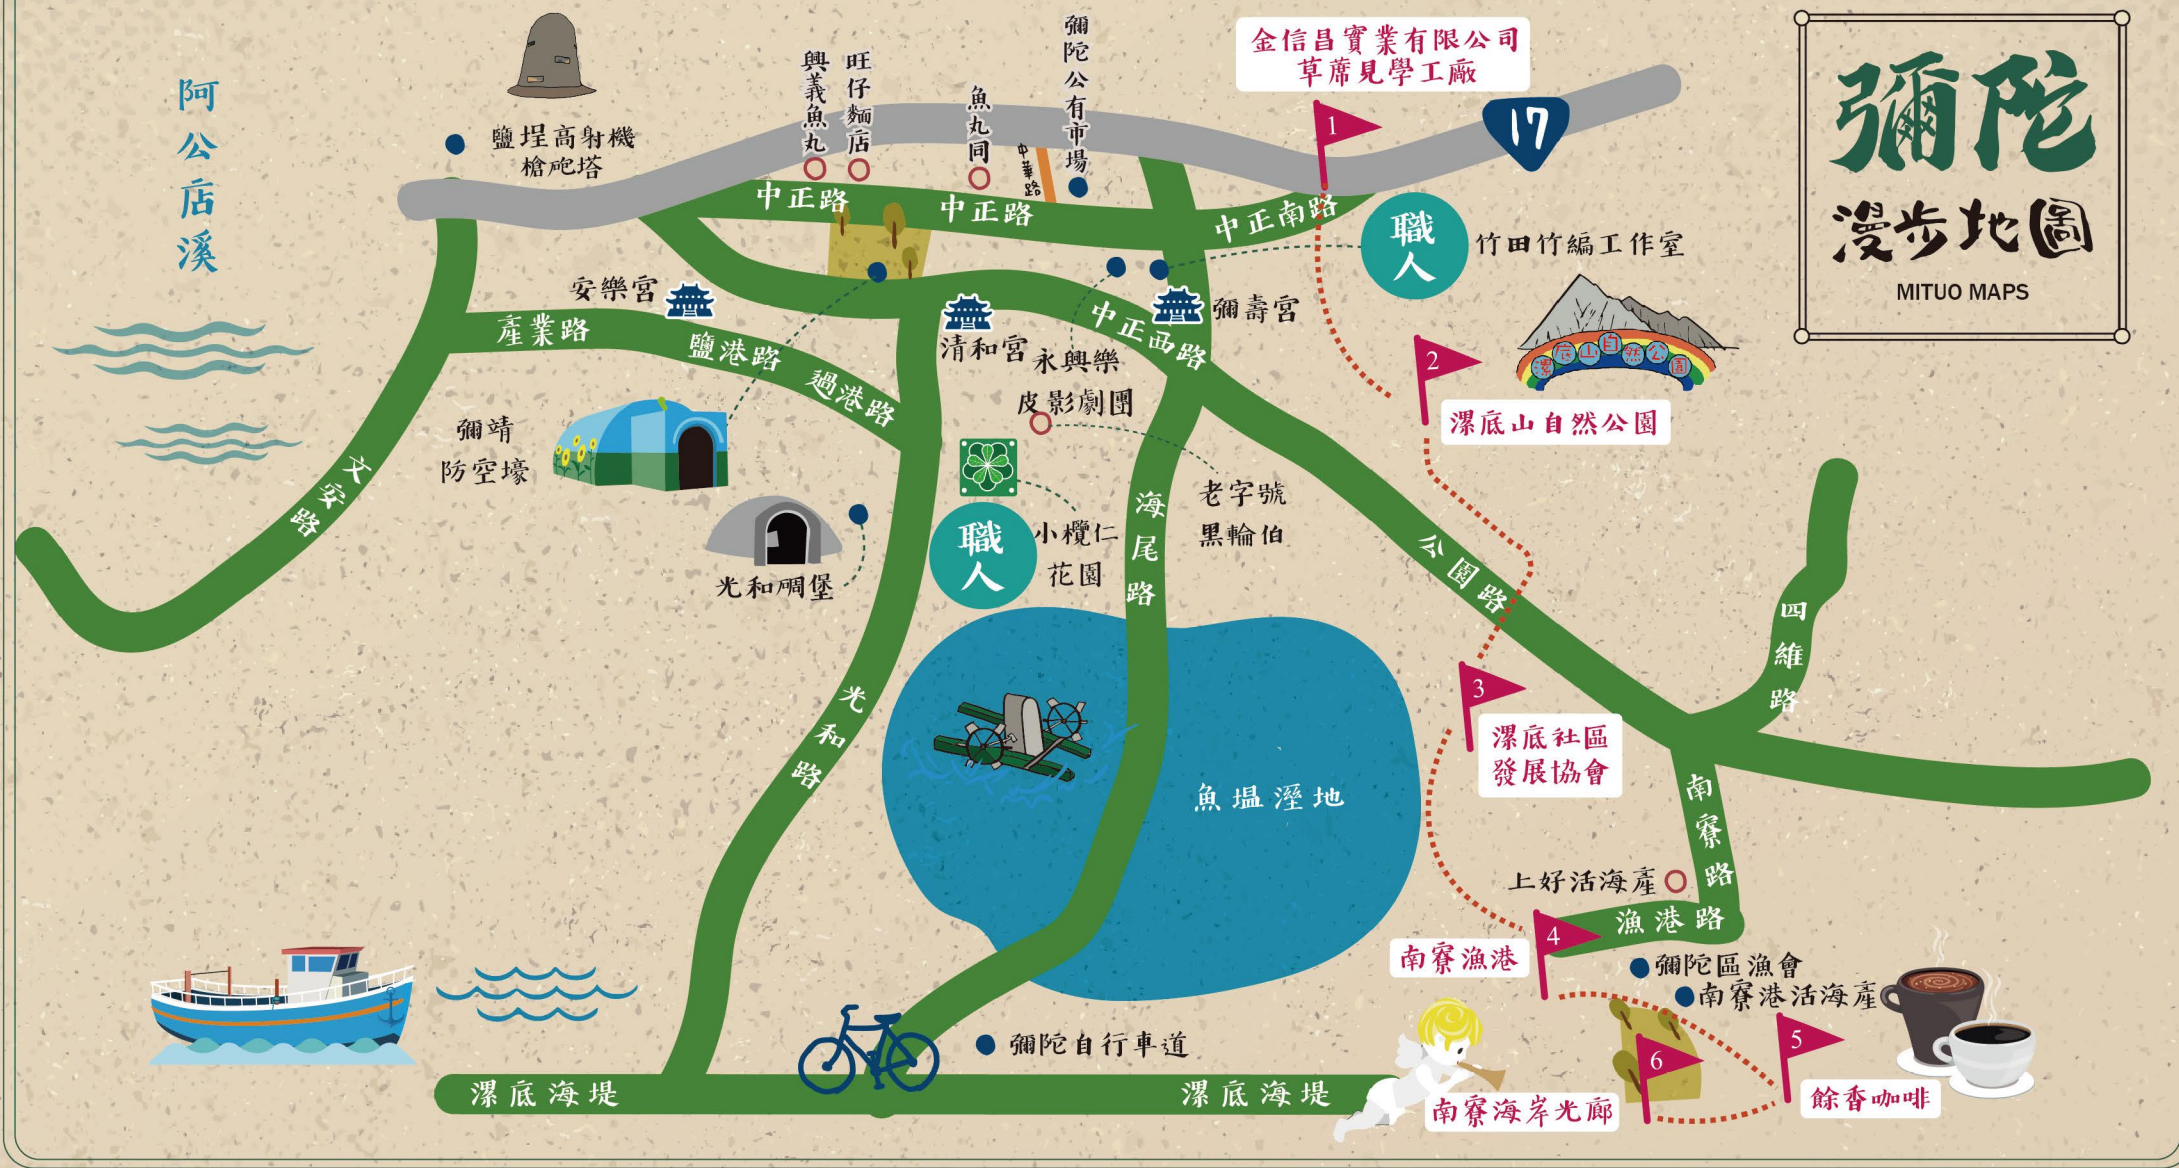 彌陀
漫步地圖
MITUO MAPS
阿公店溪
鹽埕高射機
槍砲塔
興義魚丸
旺仔麵店
魚丸同
中華路
彌陀公有市場
金信昌實業有限公司
草蓆見學工廠
1
17
中正路
中正路
中正南路
職人
竹田竹編工作室
安樂宮
產業路
鹽港路
過港路
清和宮
中正西路
彌壽宮
永興樂
皮影劇團
漯底山自然公園
2
漯底山自然公園
彌靖
防空壕
文安路
光和碉堡
職人
小欖仁
花園
海尾路
老字號
黑輪伯
公園路
四維路
3
漯底社區
發展協會
光和路
魚塭溼地
南寮路
上好活海產
漁港路
4
南寮漁港
彌陀區漁會
南寮港活海產
5
餘香咖啡
6
南寮海岸光廊
彌陀自行車道
漯底海堤
漯底海堤